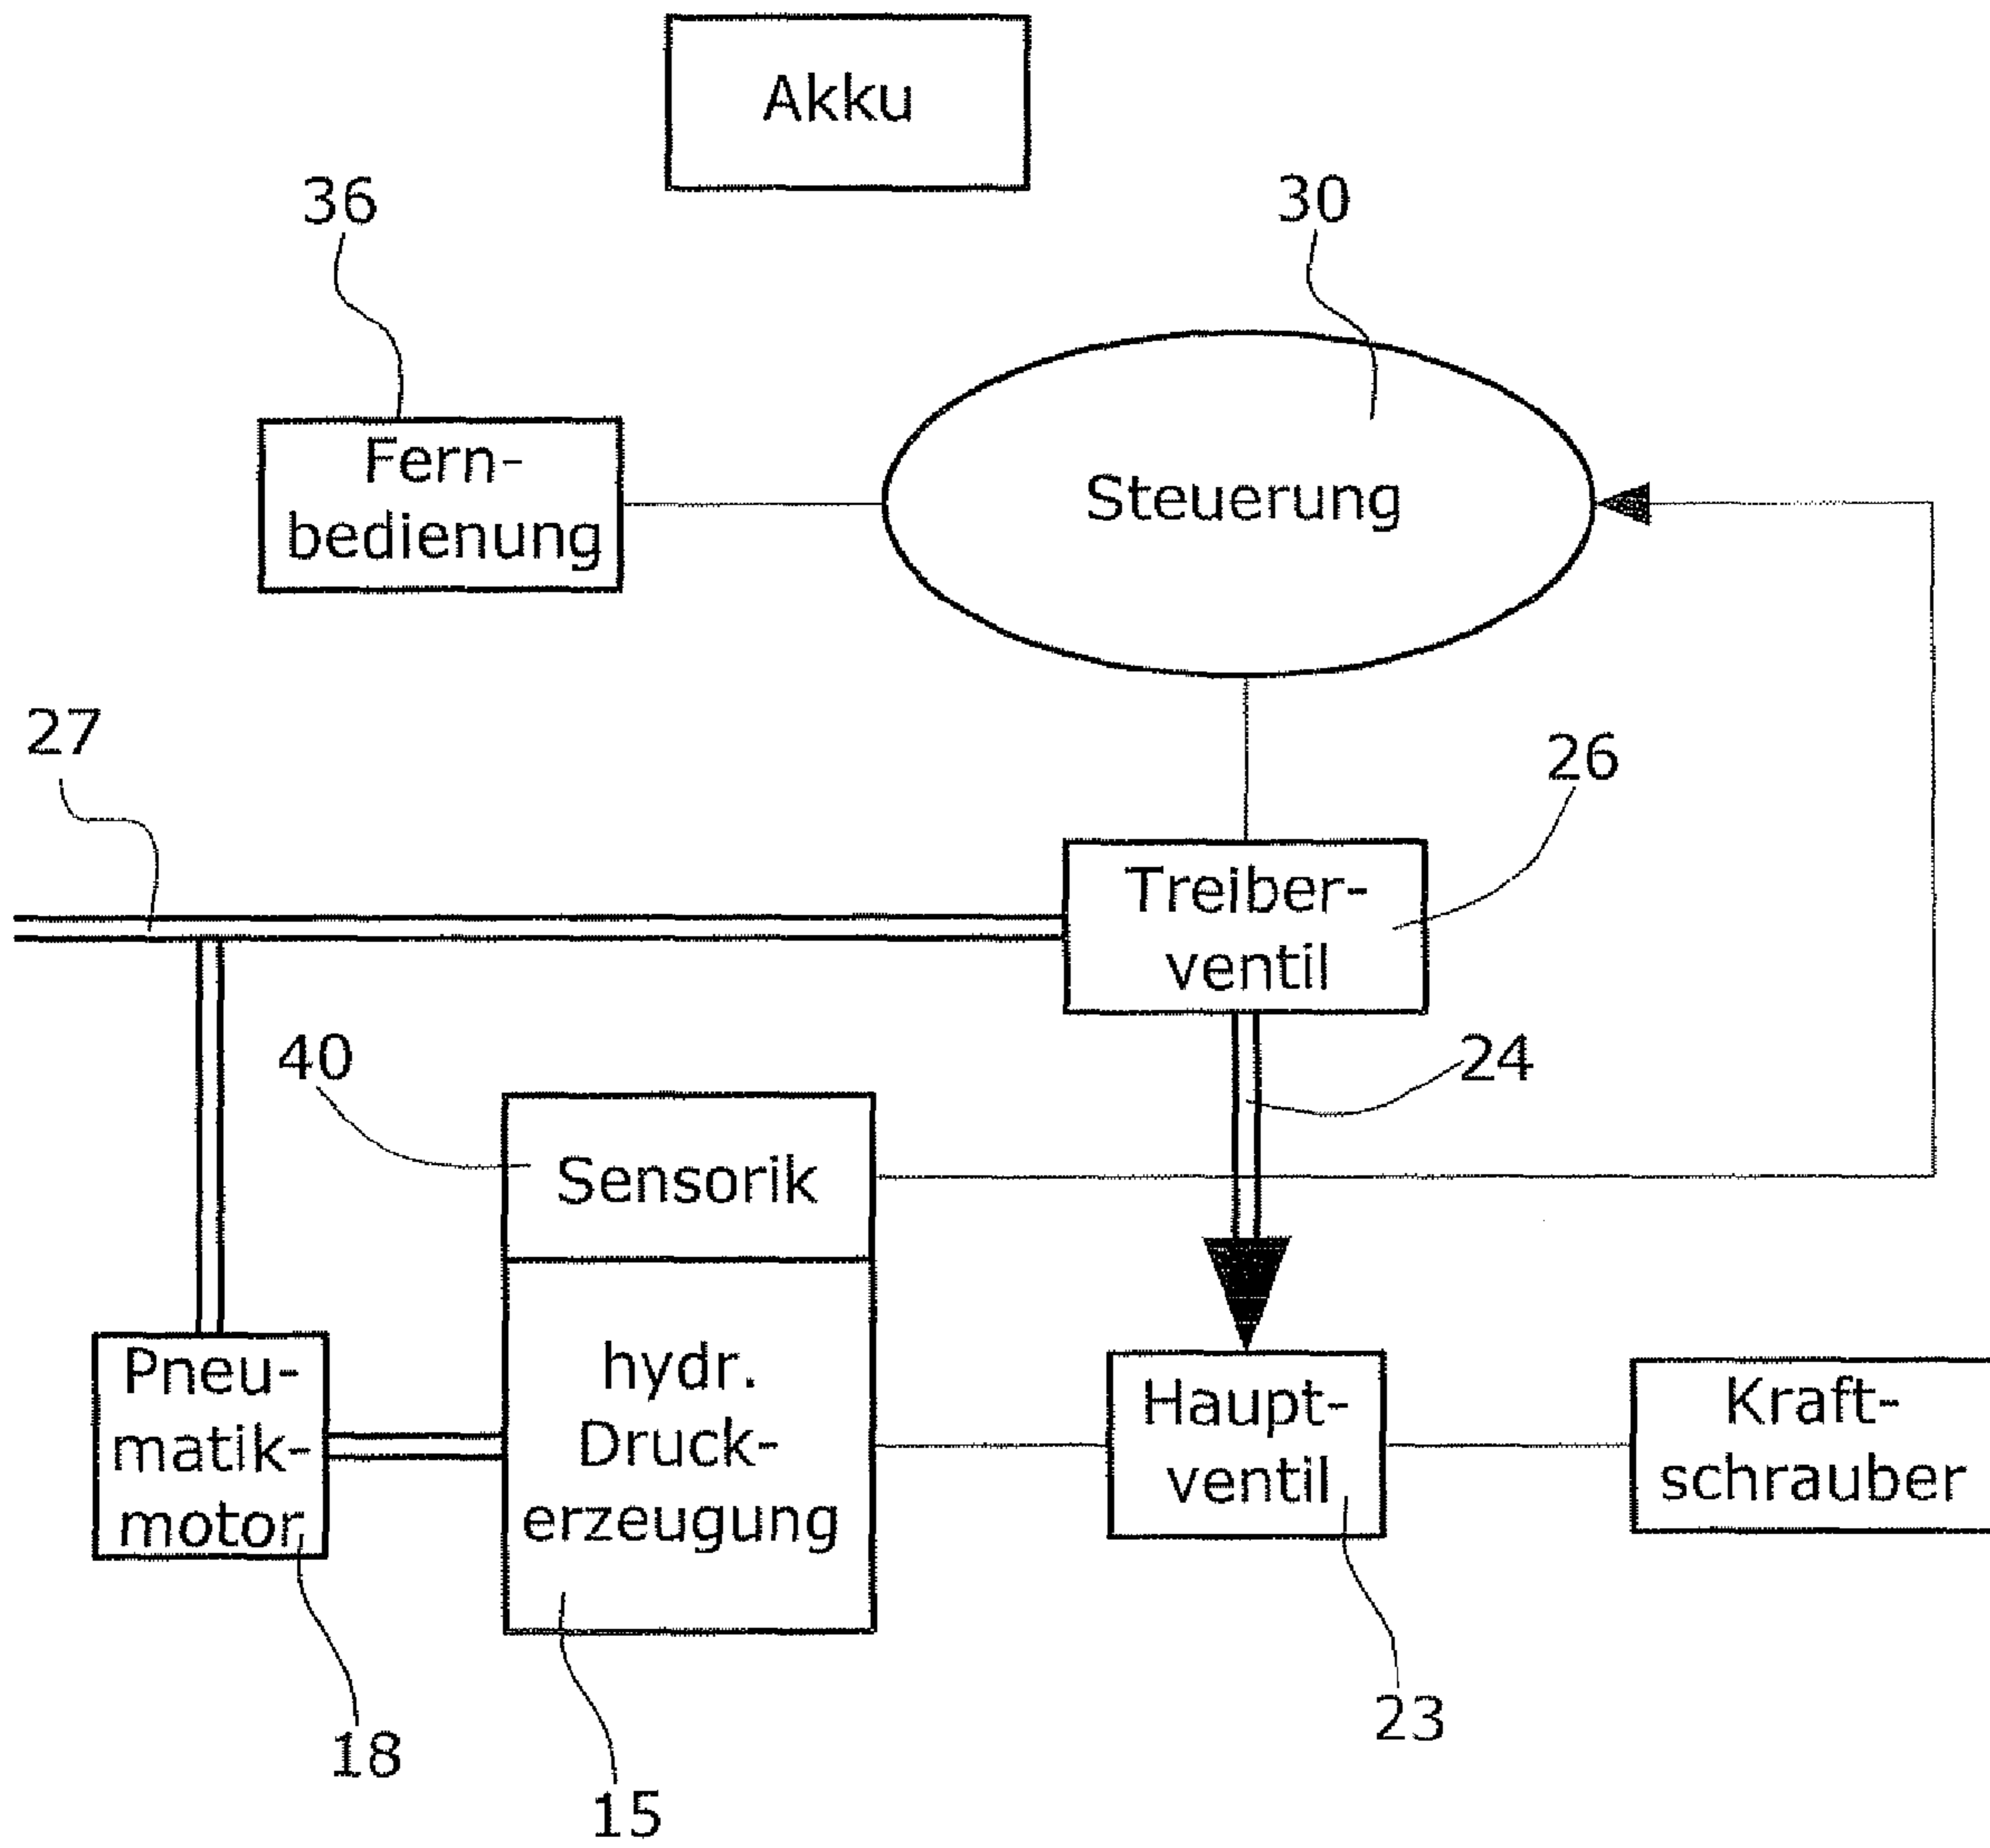 Akku
36
30
Fern-
bedienung
Steuerung
27
26
Treiber-
ventil
40
24
Sensorik
Pneu-
matik-
motor
hydr.
Druck-
erzeugung
Haupt-
ventil
Kraft-
schrauber
18
15
23